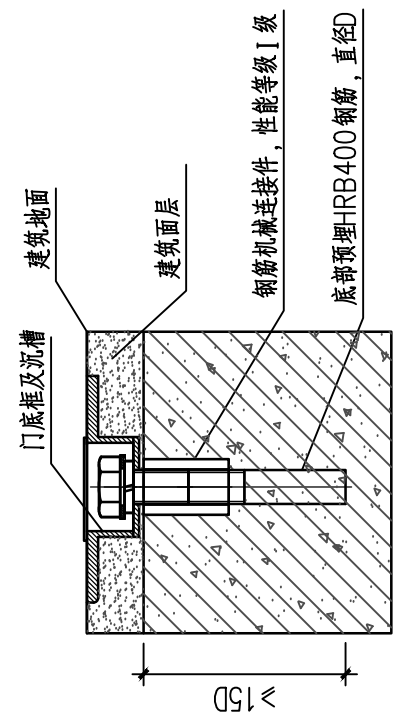 门底框及沉槽
建筑地面
建筑面层
钢筋机械连接件，性能等级I级
底部预埋HRB400钢筋，直径D
≥15D